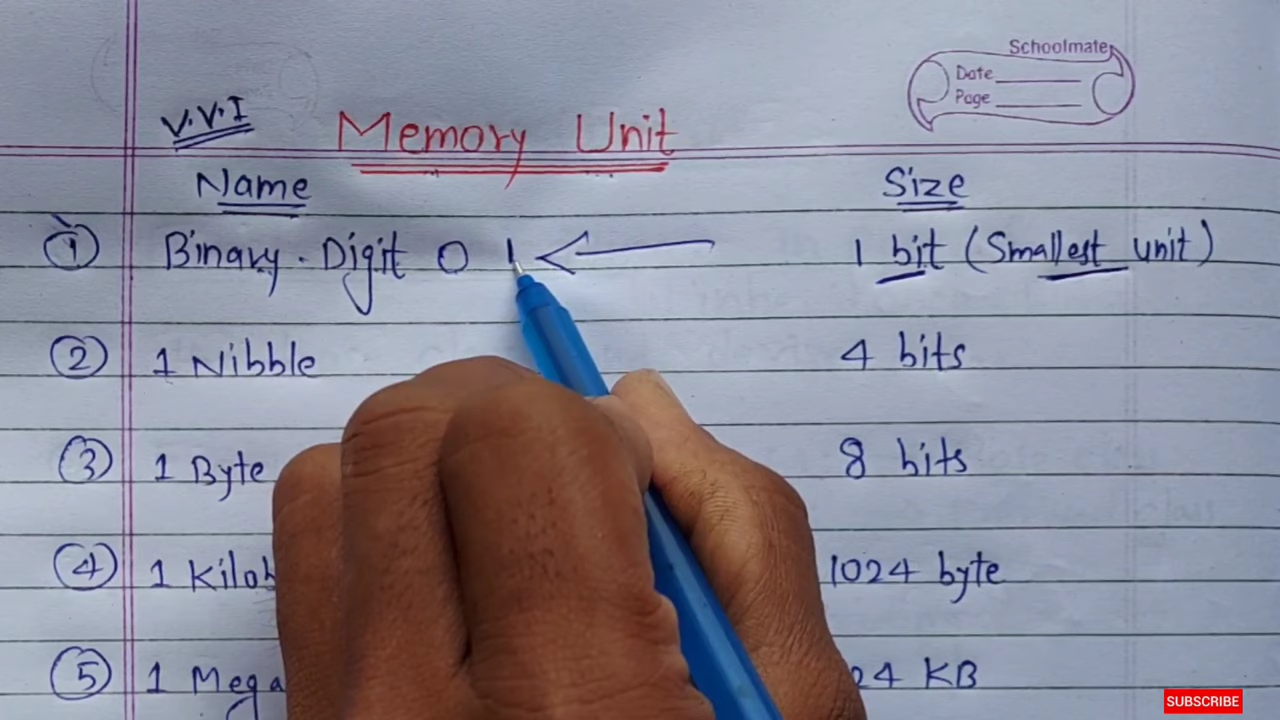 Schoolmate
Date
Page
V.V.I
Memory Unit
Name Size
1 Binary. Digit 0 1 1 bit (Smallest unit)
2 1 Nibble 4 bits
3 1 Byte 8 bits
4 1 1024 byte
5 1 KB
SUBSCRIBE